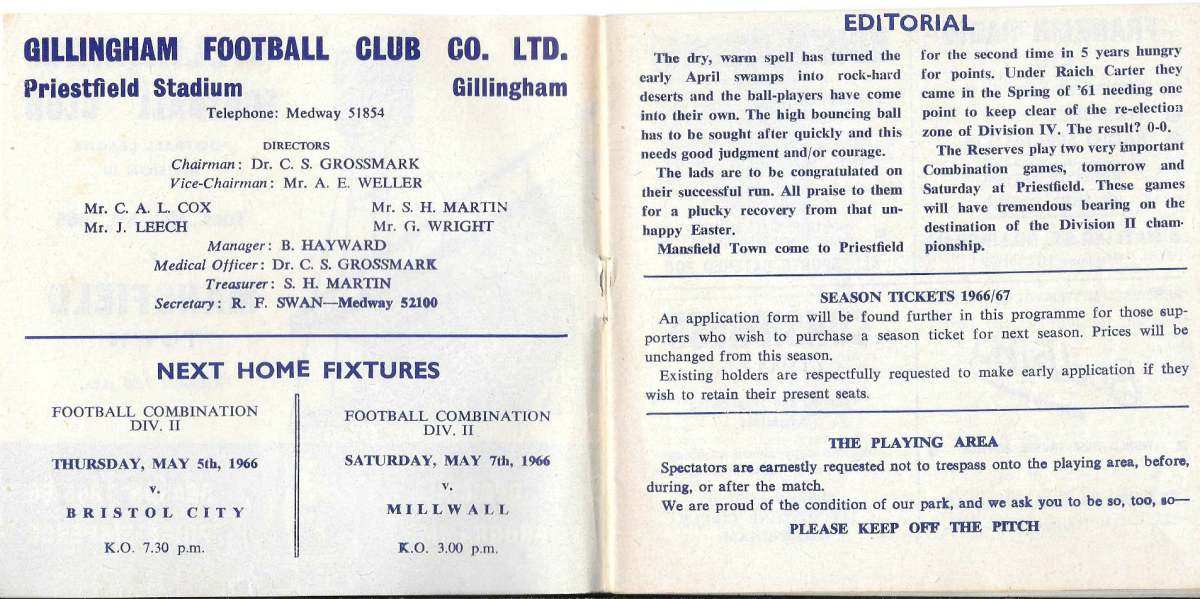 GILLINGHAM FOOTBALL CLUB CO. LTD.
Priestfield Stadium Gillingham
Telephone: Medway 51854
DIRECTORS
Chairman: Dr. C. S. GROSSMARK
Vice-Chairman: Mr. A. E. WELLER
Mr. C. A. L. COX Mr. S. H. MARTIN
Mr. J. LEECH Mr. G. WRIGHT
Manager: B. HAYWARD
Medical Officer: Dr. C. S. GROSSMARK
Treasurer: S. H. MARTIN
Secretary: R. F. SWAN—Medway 52100
NEXT HOME FIXTURES
FOOTBALL COMBINATION
DIV. II
THURSDAY, MAY 5th, 1966
v.
BRISTOL CITY
K.O. 7.30 p.m.
FOOTBALL COMBINATION
DIV. II
SATURDAY, MAY 7th, 1966
v.
MILLWALL
K.O. 3.00 p.m.
EDITORIAL
The dry, warm spell has turned the
early April swamps into rock-hard
deserts and the ball-players have come
into their own. The high bouncing ball
has to be sought after quickly and this
needs good judgment and/or courage.
The lads are to be congratulated on
their successful run. All praise to them
for a plucky recovery from that un-
happy Easter.
Mansfield Town come to Priestfield
for the second time in 5 years hungry
for points. Under Raich Carter they
came in the Spring of '61 needing one
point to keep clear of the re-election
zone of Division IV. The result? 0-0.
The Reserves play two very important
Combination games, tomorrow and
Saturday at Priestfield. These games
will have tremendous bearing on the
destination of the Division II cham-
pionship.
SEASON TICKETS 1966/67
An application form will be found further in this programme for those sup-
porters who wish to purchase a season ticket for next season. Prices will be
unchanged from this season.
Existing holders are respectfully requested to make early application if they
wish to retain their present seats.
THE PLAYING AREA
Spectators are earnestly requested not to trespass onto the playing area, before,
during, or after the match.
We are proud of the condition of our park, and we ask you to be so, too, so—
PLEASE KEEP OFF THE PITCH